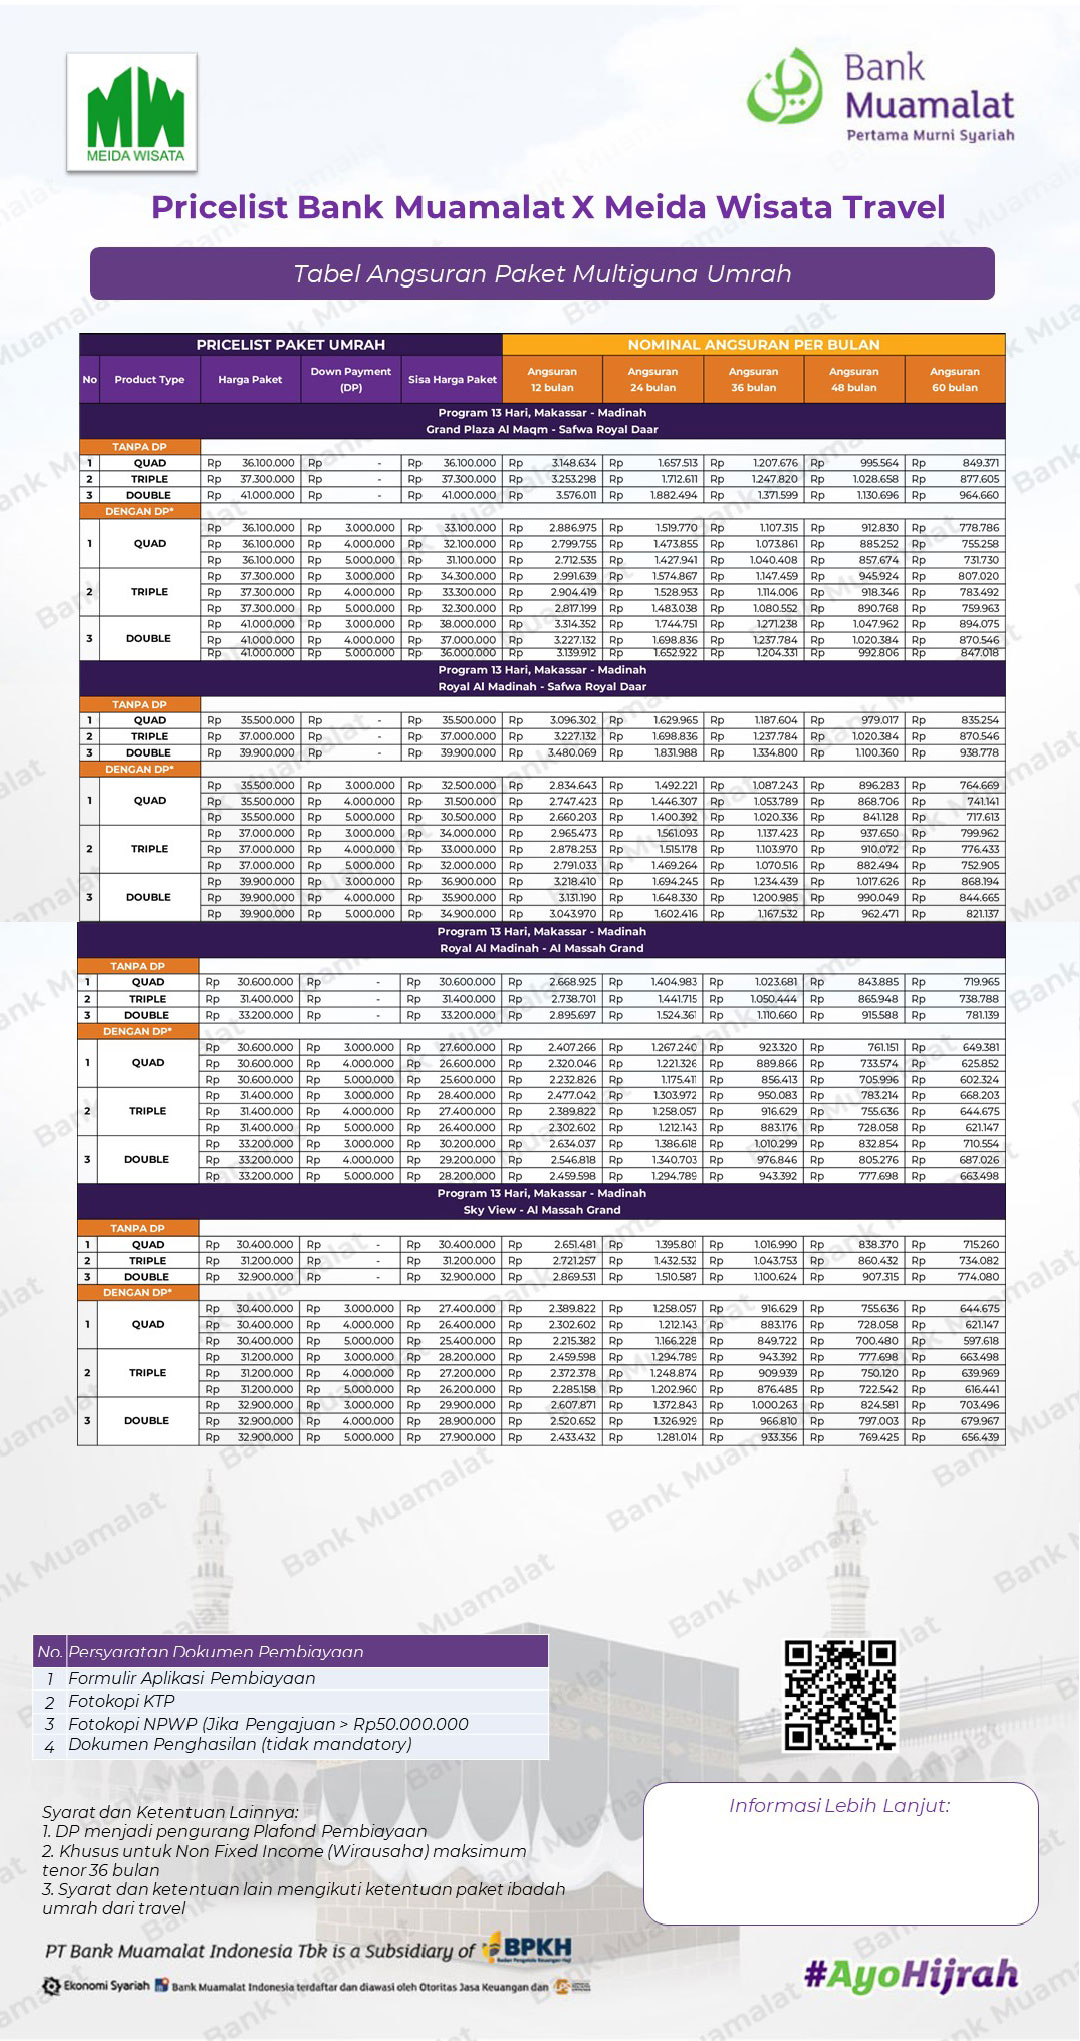 MEIDA WISATA
Bank
Muamalat
Pertama Murni Syariah
Pricelist Bank Muamalat X Meida Wisata Travel
Tabel Angsuran Paket Multiguna Umrah
PRICELIST PAKET UMRAH NOMINAL ANGSURAN PER BULAN
No Product Type Harga Paket Down Payment (DP) Sisa Harga Paket Angsuran 12 bulan Angsuran 24 bulan Angsuran 36 bulan Angsuran 48 bulan Angsuran 60 bulan
Program 13 Hari, Makassar - Madinah
Grand Plaza Al Maqm - Safwa Royal Daar
TANPA DP
1 QUAD Rp 36.100.000 Rp - Rp 36.100.000 Rp 3.148.634 Rp 1.657.513 Rp 1.207.676 Rp 995.564 Rp 849.371
2 TRIPLE Rp 37.300.000 Rp - Rp 37.300.000 Rp 3.253.298 Rp 1.712.611 Rp 1.247.820 Rp 1.028.658 Rp 877.605
3 DOUBLE Rp 41.000.000 Rp - Rp 41.000.000 Rp 3.576.011 Rp 1.882.494 Rp 1.371.599 Rp 1.130.696 Rp 964.660
DENGAN DP*
Rp 36.100.000 Rp 3.000.000 Rp 33.100.000 Rp 2.886.975 Rp 1.519.770 Rp 1.107.315 Rp 912.830 Rp 778.786
1 QUAD Rp 36.100.000 Rp 4.000.000 Rp 32.100.000 Rp 2.799.755 Rp 1.473.855 Rp 1.073.861 Rp 885.252 Rp 755.258
Rp 36.100.000 Rp 5.000.000 Rp 31.100.000 Rp 2.712.535 Rp 1.427.941 Rp 1.040.408 Rp 857.674 Rp 731.730
Rp 37.300.000 Rp 3.000.000 Rp 34.300.000 Rp 2.991.639 Rp 1.574.867 Rp 1.147.459 Rp 945.924 Rp 807.020
2 TRIPLE Rp 37.300.000 Rp 4.000.000 Rp 33.300.000 Rp 2.904.419 Rp 1.528.953 Rp 1.114.006 Rp 918.346 Rp 783.492
Rp 37.300.000 Rp 5.000.000 Rp 32.300.000 Rp 2.817.199 Rp 1.483.038 Rp 1.080.552 Rp 890.768 Rp 759.963
Rp 41.000.000 Rp 3.000.000 Rp 38.000.000 Rp 3.314.352 Rp 1.744.751 Rp 1.271.238 Rp 1.047.962 Rp 894.075
3 DOUBLE Rp 41.000.000 Rp 4.000.000 Rp 37.000.000 Rp 3.227.132 Rp 1.698.836 Rp 1.237.784 Rp 1.020.384 Rp 870.546
Rp 41.000.000 Rp 5.000.000 Rp 36.000.000 Rp 3.139.912 Rp 1.652.922 Rp 1.204.331 Rp 992.806 Rp 847.018
Program 13 Hari, Makassar - Madinah
Royal Al Madinah - Safwa Royal Daar
TANPA DP
1 QUAD Rp 35.500.000 Rp - Rp 35.500.000 Rp 3.096.302 Rp 1.629.965 Rp 1.187.604 Rp 979.017 Rp 835.254
2 TRIPLE Rp 37.000.000 Rp - Rp 37.000.000 Rp 3.227.132 Rp 1.698.836 Rp 1.237.784 Rp 1.020.384 Rp 870.546
3 DOUBLE Rp 39.900.000 Rp - Rp 39.900.000 Rp 3.480.069 Rp 1.831.988 Rp 1.334.800 Rp 1.100.360 Rp 938.778
DENGAN DP*
Rp 35.500.000 Rp 3.000.000 Rp 32.500.000 Rp 2.834.643 Rp 1.492.221 Rp 1.087.243 Rp 896.283 Rp 764.669
1 QUAD Rp 35.500.000 Rp 4.000.000 Rp 31.500.000 Rp 2.747.423 Rp 1.446.307 Rp 1.053.789 Rp 868.706 Rp 741.141
Rp 35.500.000 Rp 5.000.000 Rp 30.500.000 Rp 2.660.203 Rp 1.400.392 Rp 1.020.336 Rp 841.128 Rp 717.613
Rp 37.000.000 Rp 3.000.000 Rp 34.000.000 Rp 2.965.473 Rp 1.561.093 Rp 1.137.423 Rp 937.650 Rp 799.962
2 TRIPLE Rp 37.000.000 Rp 4.000.000 Rp 33.000.000 Rp 2.878.253 Rp 1.515.178 Rp 1.103.970 Rp 910.072 Rp 776.433
Rp 37.000.000 Rp 5.000.000 Rp 32.000.000 Rp 2.791.033 Rp 1.469.264 Rp 1.070.516 Rp 882.494 Rp 752.905
Rp 39.900.000 Rp 3.000.000 Rp 36.900.000 Rp 3.218.410 Rp 1.694.245 Rp 1.234.439 Rp 1.017.626 Rp 868.194
3 DOUBLE Rp 39.900.000 Rp 4.000.000 Rp 35.900.000 Rp 3.131.190 Rp 1.648.330 Rp 1.200.985 Rp 990.049 Rp 844.665
Rp 39.900.000 Rp 5.000.000 Rp 34.900.000 Rp 3.043.970 Rp 1.602.416 Rp 1.167.532 Rp 962.471 Rp 821.137
Program 13 Hari, Makassar - Madinah
Royal Al Madinah - Al Massah Grand
TANPA DP
1 QUAD Rp 30.600.000 Rp - Rp 30.600.000 Rp 2.668.925 Rp 1.404.983 Rp 1.023.681 Rp 843.885 Rp 719.965
2 TRIPLE Rp 31.400.000 Rp - Rp 31.400.000 Rp 2.738.701 Rp 1.441.715 Rp 1.050.444 Rp 865.948 Rp 738.788
3 DOUBLE Rp 33.200.000 Rp - Rp 33.200.000 Rp 2.895.697 Rp 1.524.361 Rp 1.110.660 Rp 915.588 Rp 781.139
DENGAN DP*
Rp 30.600.000 Rp 3.000.000 Rp 27.600.000 Rp 2.407.266 Rp 1.267.240 Rp 923.320 Rp 761.151 Rp 649.381
1 QUAD Rp 30.600.000 Rp 4.000.000 Rp 26.600.000 Rp 2.320.046 Rp 1.221.326 Rp 889.866 Rp 733.574 Rp 625.852
Rp 30.600.000 Rp 5.000.000 Rp 25.600.000 Rp 2.232.826 Rp 1.175.411 Rp 856.413 Rp 705.996 Rp 602.324
Rp 31.400.000 Rp 3.000.000 Rp 28.400.000 Rp 2.477.042 Rp 1.303.972 Rp 950.083 Rp 783.214 Rp 668.203
2 TRIPLE Rp 31.400.000 Rp 4.000.000 Rp 27.400.000 Rp 2.389.822 Rp 1.258.057 Rp 916.629 Rp 755.636 Rp 644.675
Rp 31.400.000 Rp 5.000.000 Rp 26.400.000 Rp 2.302.602 Rp 1.212.143 Rp 883.176 Rp 728.058 Rp 621.147
Rp 33.200.000 Rp 3.000.000 Rp 30.200.000 Rp 2.634.037 Rp 1.386.618 Rp 1.010.299 Rp 832.854 Rp 710.554
3 DOUBLE Rp 33.200.000 Rp 4.000.000 Rp 29.200.000 Rp 2.546.818 Rp 1.340.703 Rp 976.846 Rp 805.276 Rp 687.026
Rp 33.200.000 Rp 5.000.000 Rp 28.200.000 Rp 2.459.598 Rp 1.294.789 Rp 943.392 Rp 777.698 Rp 663.498
Program 13 Hari, Makassar - Madinah
Sky View - Al Massah Grand
TANPA DP
1 QUAD Rp 30.400.000 Rp - Rp 30.400.000 Rp 2.651.481 Rp 1.395.801 Rp 1.016.990 Rp 838.370 Rp 715.260
2 TRIPLE Rp 31.200.000 Rp - Rp 31.200.000 Rp 2.721.257 Rp 1.432.532 Rp 1.043.753 Rp 860.432 Rp 734.082
3 DOUBLE Rp 32.900.000 Rp - Rp 32.900.000 Rp 2.869.531 Rp 1.510.587 Rp 1.100.624 Rp 907.315 Rp 774.080
DENGAN DP*
Rp 30.400.000 Rp 3.000.000 Rp 27.400.000 Rp 2.389.822 Rp 1.258.057 Rp 916.629 Rp 755.636 Rp 644.675
1 QUAD Rp 30.400.000 Rp 4.000.000 Rp 26.400.000 Rp 2.302.602 Rp 1.212.143 Rp 883.176 Rp 728.058 Rp 621.147
Rp 30.400.000 Rp 5.000.000 Rp 25.400.000 Rp 2.215.382 Rp 1.166.228 Rp 849.722 Rp 700.480 Rp 597.618
Rp 31.200.000 Rp 3.000.000 Rp 28.200.000 Rp 2.459.598 Rp 1.294.789 Rp 943.392 Rp 777.698 Rp 663.498
2 TRIPLE Rp 31.200.000 Rp 4.000.000 Rp 27.200.000 Rp 2.372.378 Rp 1.248.874 Rp 909.939 Rp 750.120 Rp 639.969
Rp 31.200.000 Rp 5.000.000 Rp 26.200.000 Rp 2.285.158 Rp 1.202.960 Rp 876.485 Rp 722.542 Rp 616.441
Rp 32.900.000 Rp 3.000.000 Rp 29.900.000 Rp 2.607.871 Rp 1.372.843 Rp 1.000.263 Rp 824.581 Rp 703.496
3 DOUBLE Rp 32.900.000 Rp 4.000.000 Rp 28.900.000 Rp 2.520.652 Rp 1.326.929 Rp 966.810 Rp 797.003 Rp 679.967
Rp 32.900.000 Rp 5.000.000 Rp 27.900.000 Rp 2.433.432 Rp 1.281.014 Rp 933.356 Rp 769.425 Rp 656.439
No. Persyaratan Dokumen Pembiayaan
1 Formulir Aplikasi Pembiayaan
2 Fotokopi KTP
3 Fotokopi NPWP (Jika Pengajuan > Rp50.000.000
4 Dokumen Penghasilan (tidak mandatory)
Syarat dan Ketentuan Lainnya:
1. DP menjadi pengurang Plafond Pembiayaan
2. Khusus untuk Non Fixed Income (Wirausaha) maksimum
tenor 36 bulan
3. Syarat dan ketentuan lain mengikuti ketentuan paket ibadah
umrah dari travel
Informasi Lebih Lanjut:
PT Bank Muamalat Indonesia Tbk is a Subsidiary of BPKH
Ekonomi Syariah Bank Muamalat Indonesia terdaftar dan diawasi oleh Otoritas Jasa Keuangan dan
#AyoHijrah